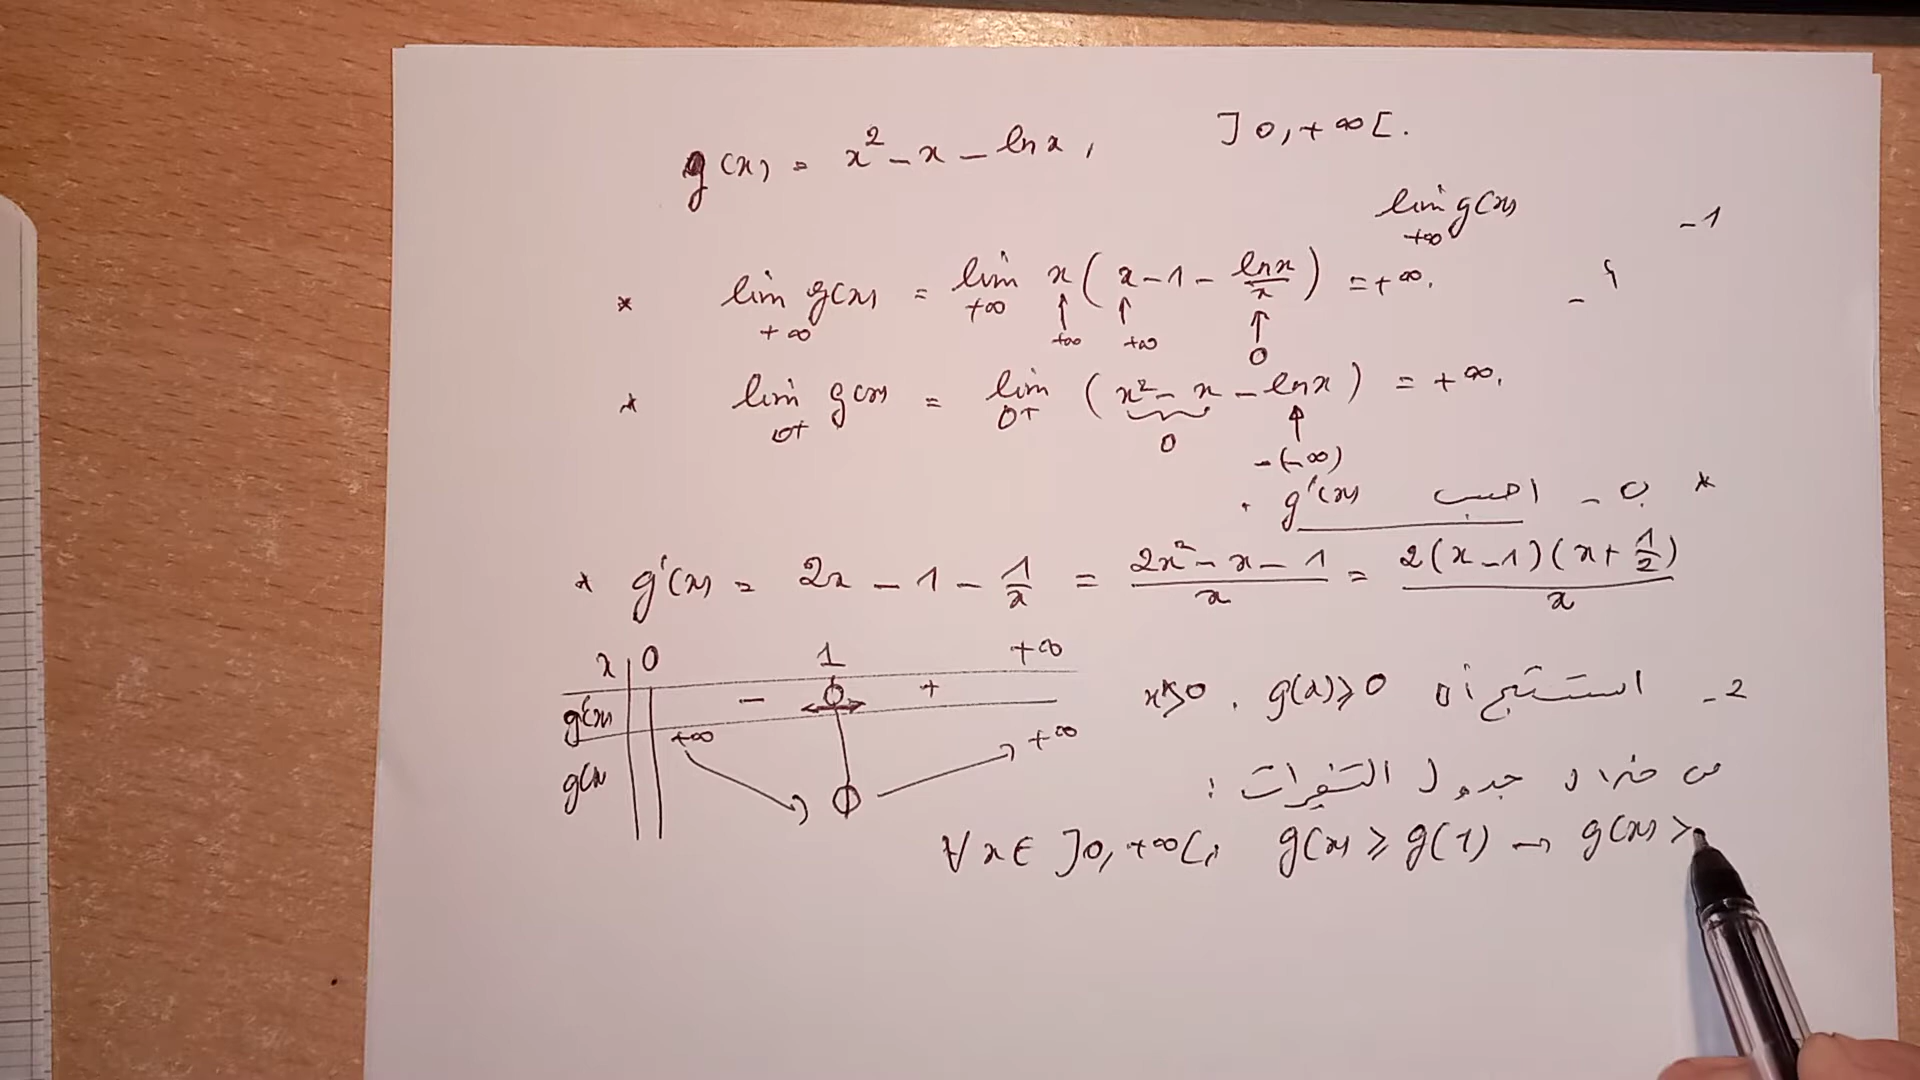 g(x) = x² - x - ln x , ]0, +∞[.
lim g(x) +∞ - 1
* lim g(x) +∞ = lim +∞ x ( x - 1 - ln x / x ) = +∞. - أ
+∞ +∞ 0
* lim g(x) 0+ = lim 0+ ( x² - x - ln x ) = +∞.
0 - (-∞)
* ب - احسب g'(x) .
* g'(x) = 2x - 1 - 1/x = (2x² - x - 1)/x = 2(x - 1)(x + 1/2)/x
x 0 1 +∞
g'(x) - 0 +
g(x +∞ 0 +∞
2 - استنتج أن g(x) ⩾ 0 . x > 0
من خلال جدول التغيرات :
∀ x ∈ ]0, +∞[, g(x) ⩾ g(1) → g(x) >